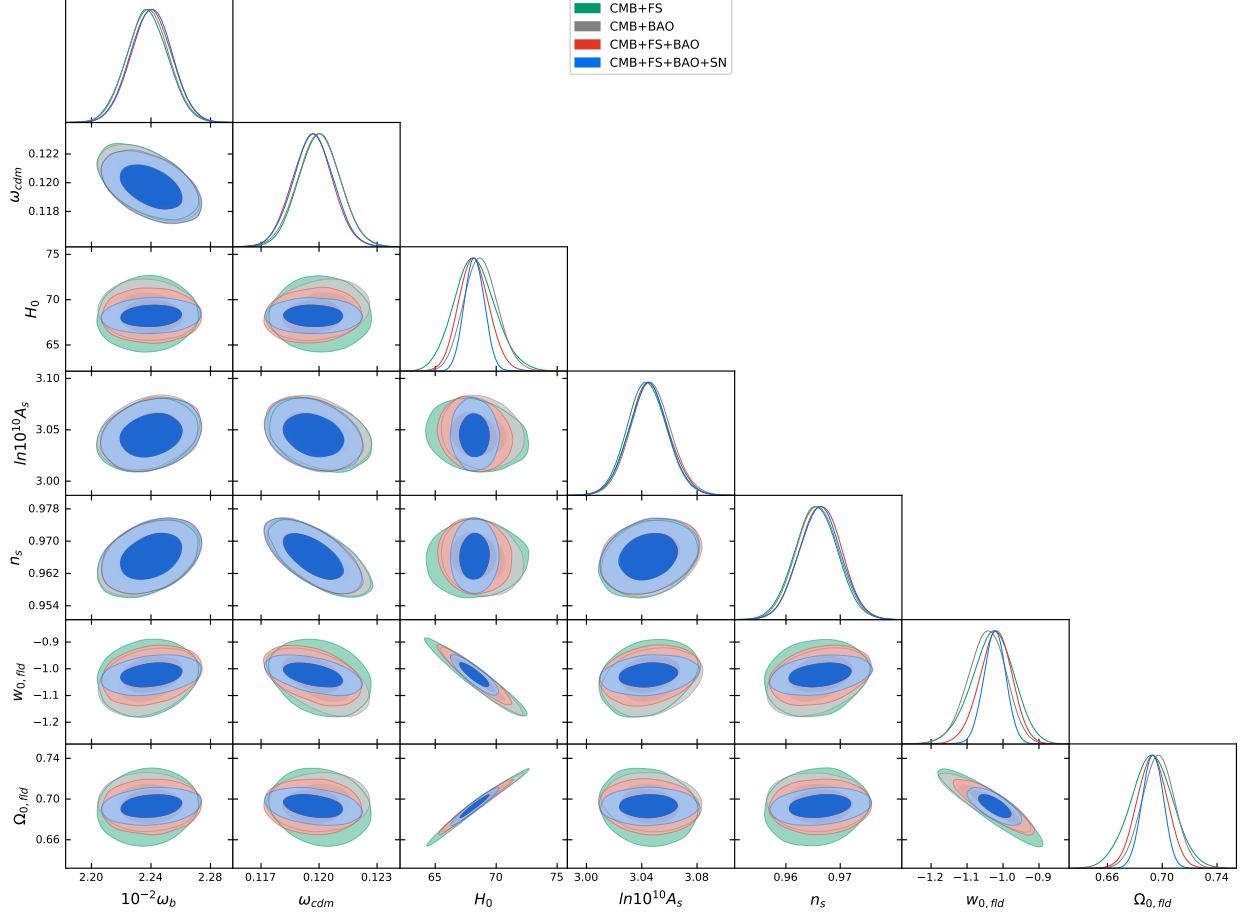 CMB+FS
CMB+BAO
CMB+FS+BAO
CMB+FS+BAO+SN
0.122
0.120
0.118
ω_cdm
75
70
65
H_0
3.10
3.05
3.00
ln10^10 A_s
0.978
0.970
0.962
0.954
n_s
−0.9
−1.0
−1.1
−1.2
w_0,fld
0.74
0.70
0.66
Ω_0,fld
2.20 2.24 2.28 0.117 0.120 0.123 65 70 75 3.00 3.04 3.08 0.96 0.97 −1.2 −1.1 −1.0 −0.9 0.66 0.70 0.74
10^−2 ω_b ω_cdm H_0 ln10^10 A_s n_s w_0,fld Ω_0,fld